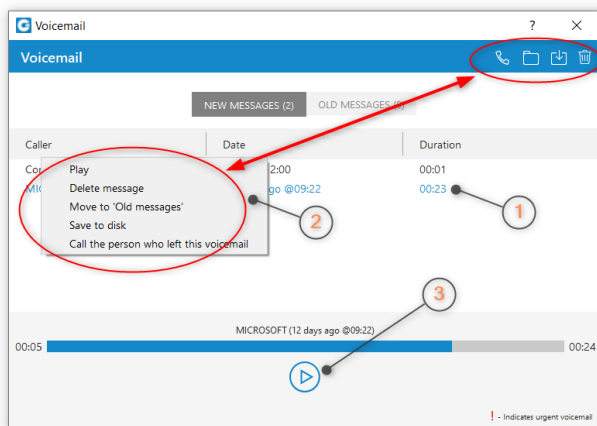 Voicemail
?
Voicemail
NEW MESSAGES (2) OLD MESSAGES
Caller Date Duration
2:00 00:01
@09:22 00:23
1
Play
Delete message
Move to 'Old messages'
Save to disk
Call the person who left this voicemail
2
3
MICROSOFT (12 days ago @09:22)
00:05 00:24
! - Indicates urgent voicemail